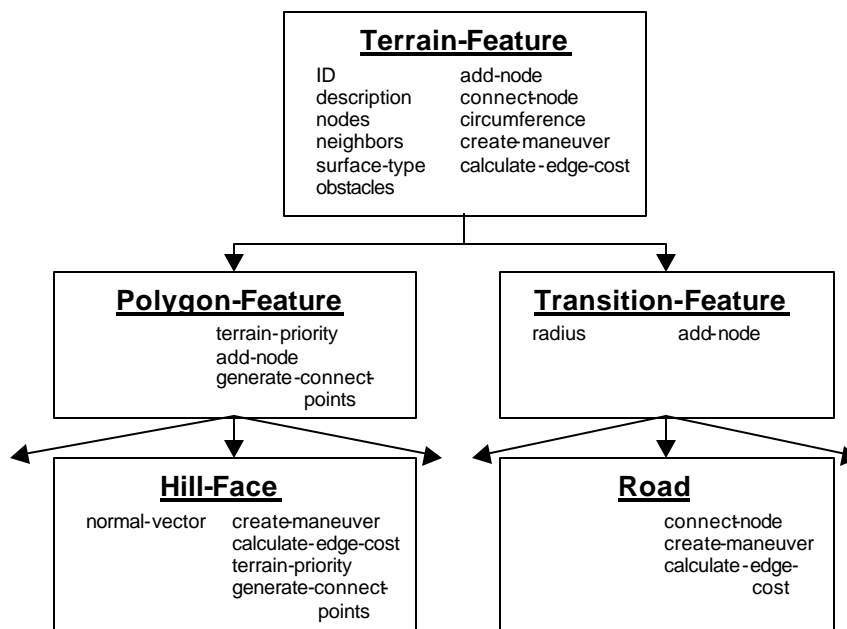 Terrain-Feature
ID add-node
description connect-node
nodes circumference
neighbors create-maneuver
surface-type calculate-edge-cost
obstacles
Polygon-Feature
terrain-priority
add-node
generate-connect-
points
Transition-Feature
radius add-node
Hill-Face
normal-vector create-maneuver
calculate-edge-cost
terrain-priority
generate-connect-
points
Road
connect-node
create-maneuver
calculate-edge-
cost